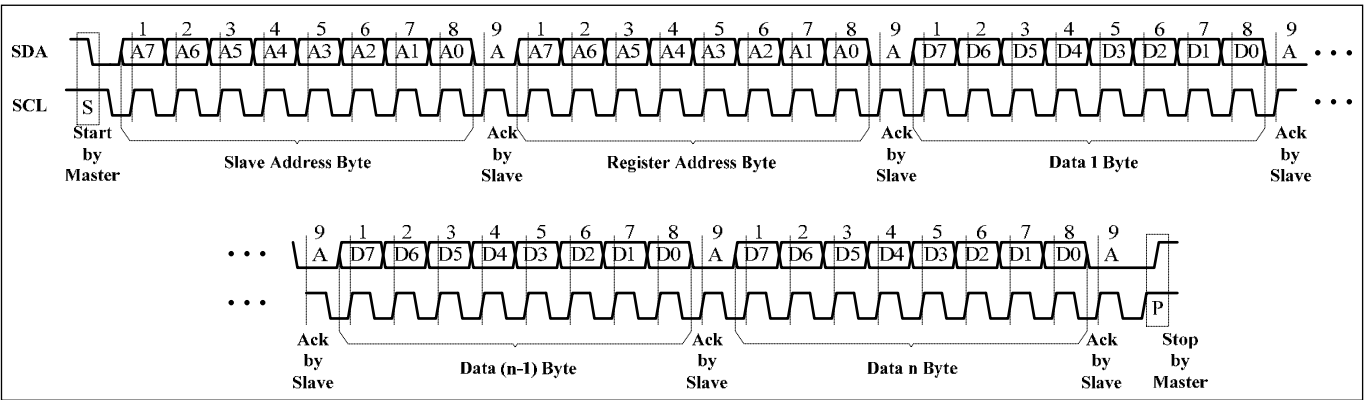 1 2 3 4 5 6 7 8 9 1 2 3 4 5 6 7 8 9 1 2 3 4 5 6 7 8 9
SDA A7 A6 A5 A4 A3 A2 A1 A0 A A7 A6 A5 A4 A3 A2 A1 A0 A D7 D6 D5 D4 D3 D2 D1 D0 A • • •
SCL S • • •
Start by Master
Slave Address Byte
Ack by Slave
Register Address Byte
Ack by Slave
Data 1 Byte
Ack by Slave
9 1 2 3 4 5 6 7 8 9 1 2 3 4 5 6 7 8 9
• • • A D7 D6 D5 D4 D3 D2 D1 D0 A D7 D6 D5 D4 D3 D2 D1 D0 A
• • • P
Ack by Slave
Data (n-1) Byte
Ack by Slave
Data n Byte
Ack by Slave
Stop by Master